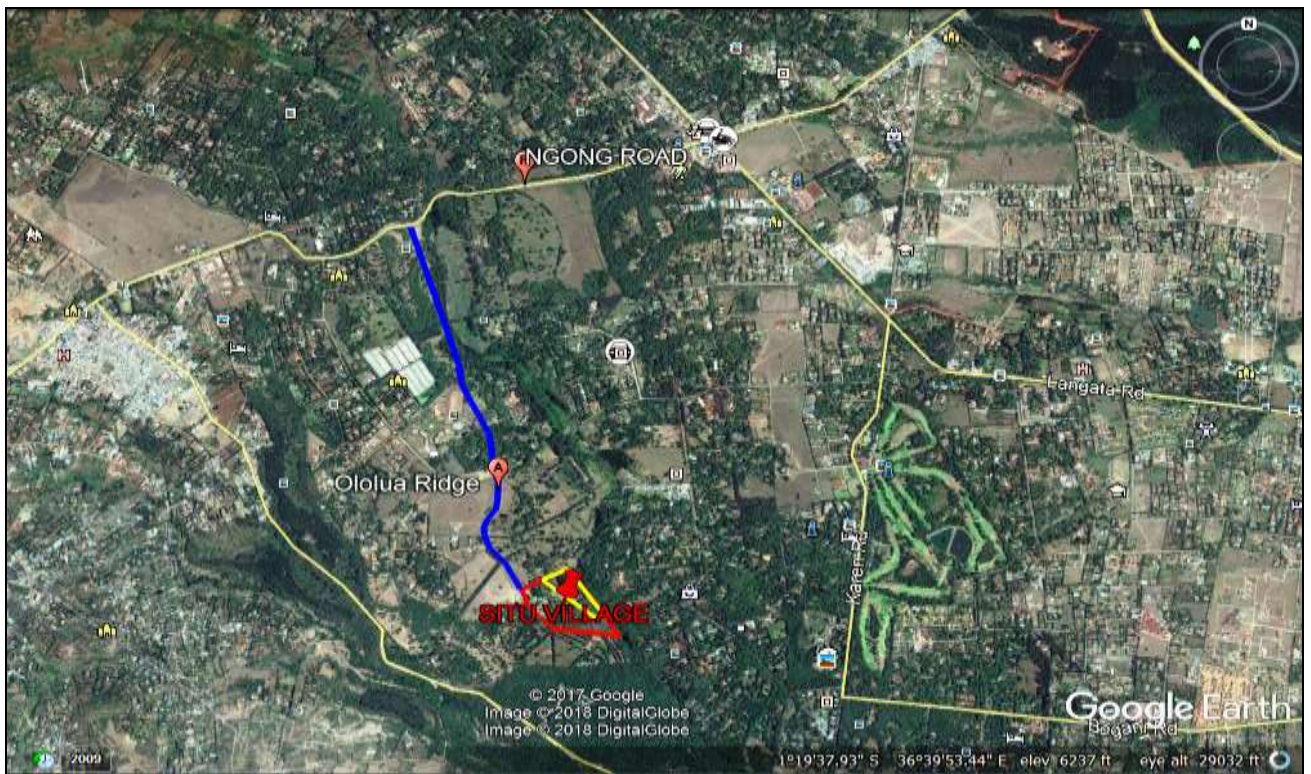 N
NGONG ROAD
Langata Rd
A
Ololua Ridge
Karen Rd
SITU VILLAGE
© 2017 Google
Image © 2018 DigitalGlobe
Image © 2018 DigitalGlobe
Google Earth
Bogani Rd
2009
1°19'37.93" S 36°39'53.44" E elev 6237 ft eye alt 29032 ft